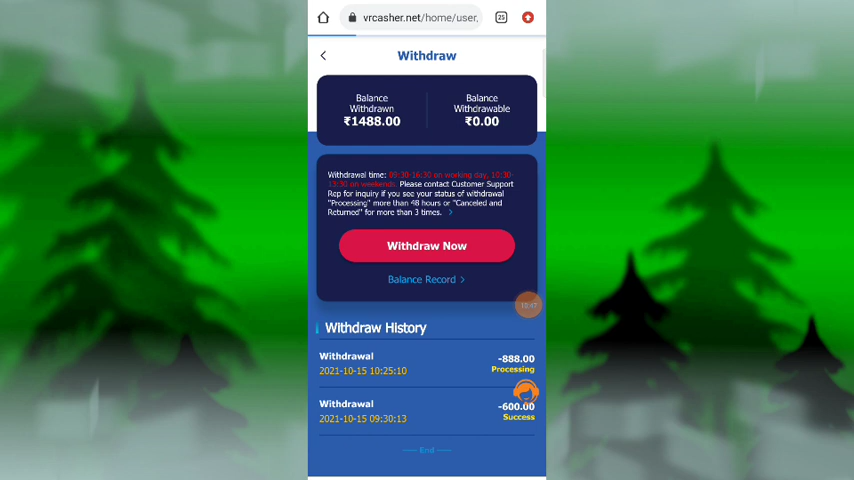 vrcasher.net/home/user.
25
Withdraw
Balance Withdrawn
₹1488.00
Balance Withdrawable
₹0.00
Withdrawal time: 09:30-16:30 on working day, 10:30-
13:30 on weekends. Please contact Customer Support
Rep for inquiry if you see your status of withdrawal
"Processing" more than 48 hours or "Canceled and
Returned" for more than 3 times.
Withdraw Now
Balance Record
Withdraw History
Withdrawal
-888.00
2021-10-15 10:25:10
Processing
Withdrawal
-600.00
2021-10-15 09:30:13
Success
End